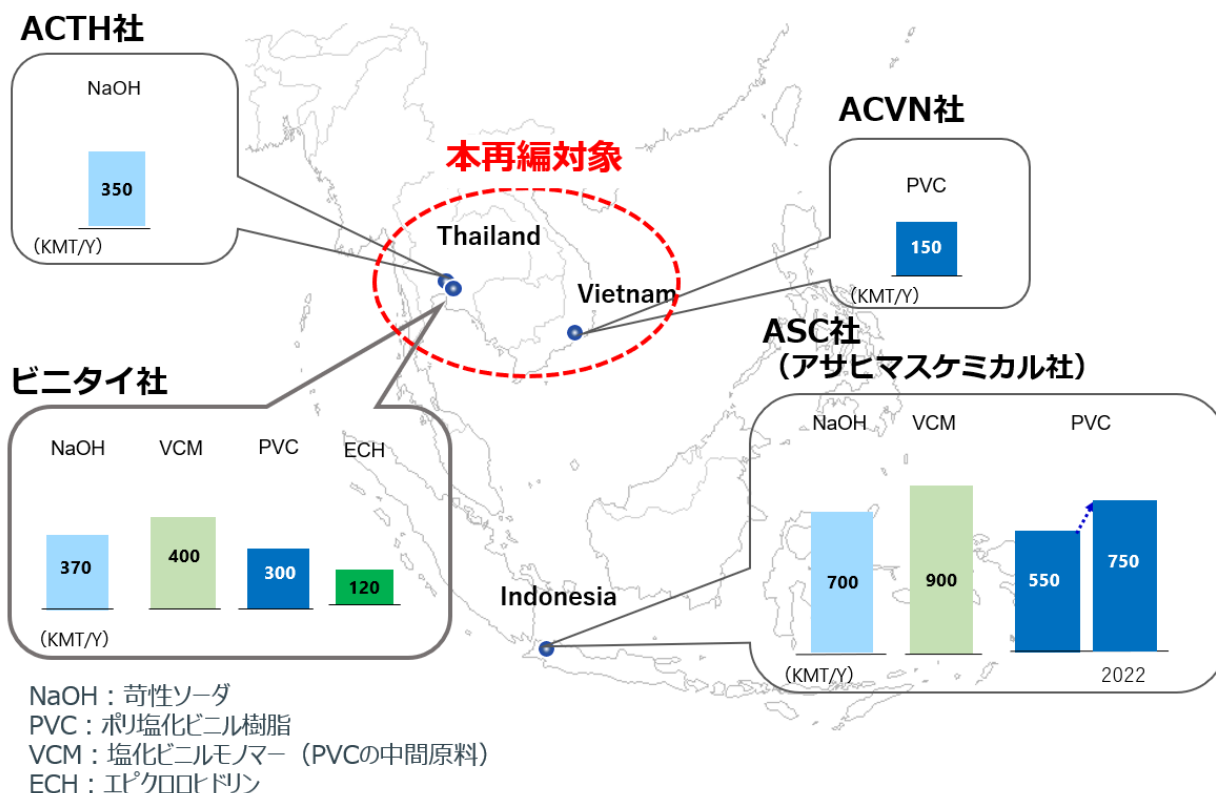 ACTH社
NaOH
350
(KMT/Y)
本再編対象
Thailand
Vietnam
ACVN社
PVC
150
(KMT/Y)
ビニタイ社
NaOH VCM PVC ECH
370 400 300 120
(KMT/Y)
ASC社
（アサヒマスケミカル社）
NaOH VCM PVC
700 900 550 750
(KMT/Y) 2022
Indonesia
NaOH：苛性ソーダ
PVC：ポリ塩化ビニル樹脂
VCM：塩化ビニルモノマー（PVCの中間原料）
ECH：エピクロロヒドリン